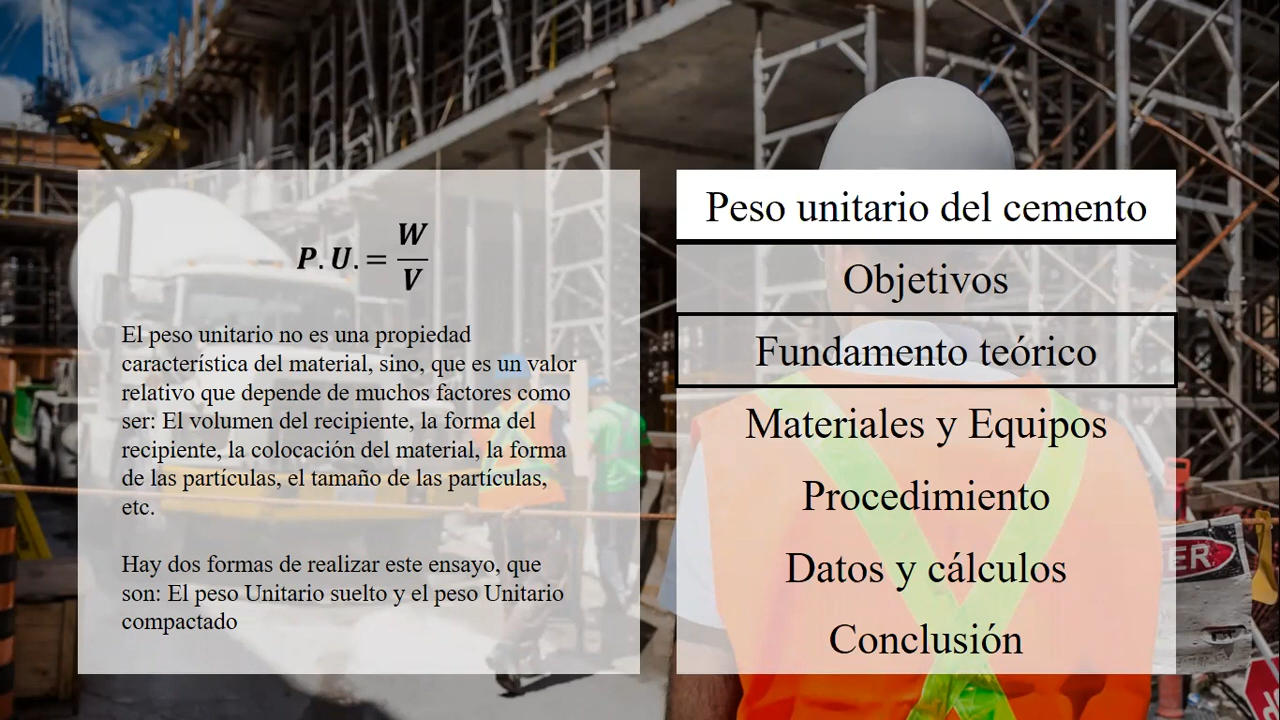 P. U. = W / V
El peso unitario no es una propiedad
característica del material, sino, que es un valor
relativo que depende de muchos factores como
ser: El volumen del recipiente, la forma del
recipiente, la colocación del material, la forma
de las partículas, el tamaño de las partículas,
etc.
Hay dos formas de realizar este ensayo, que
son: El peso Unitario suelto y el peso Unitario
compactado
Peso unitario del cemento
Objetivos
Fundamento teórico
Materiales y Equipos
Procedimiento
Datos y cálculos
Conclusión
ER